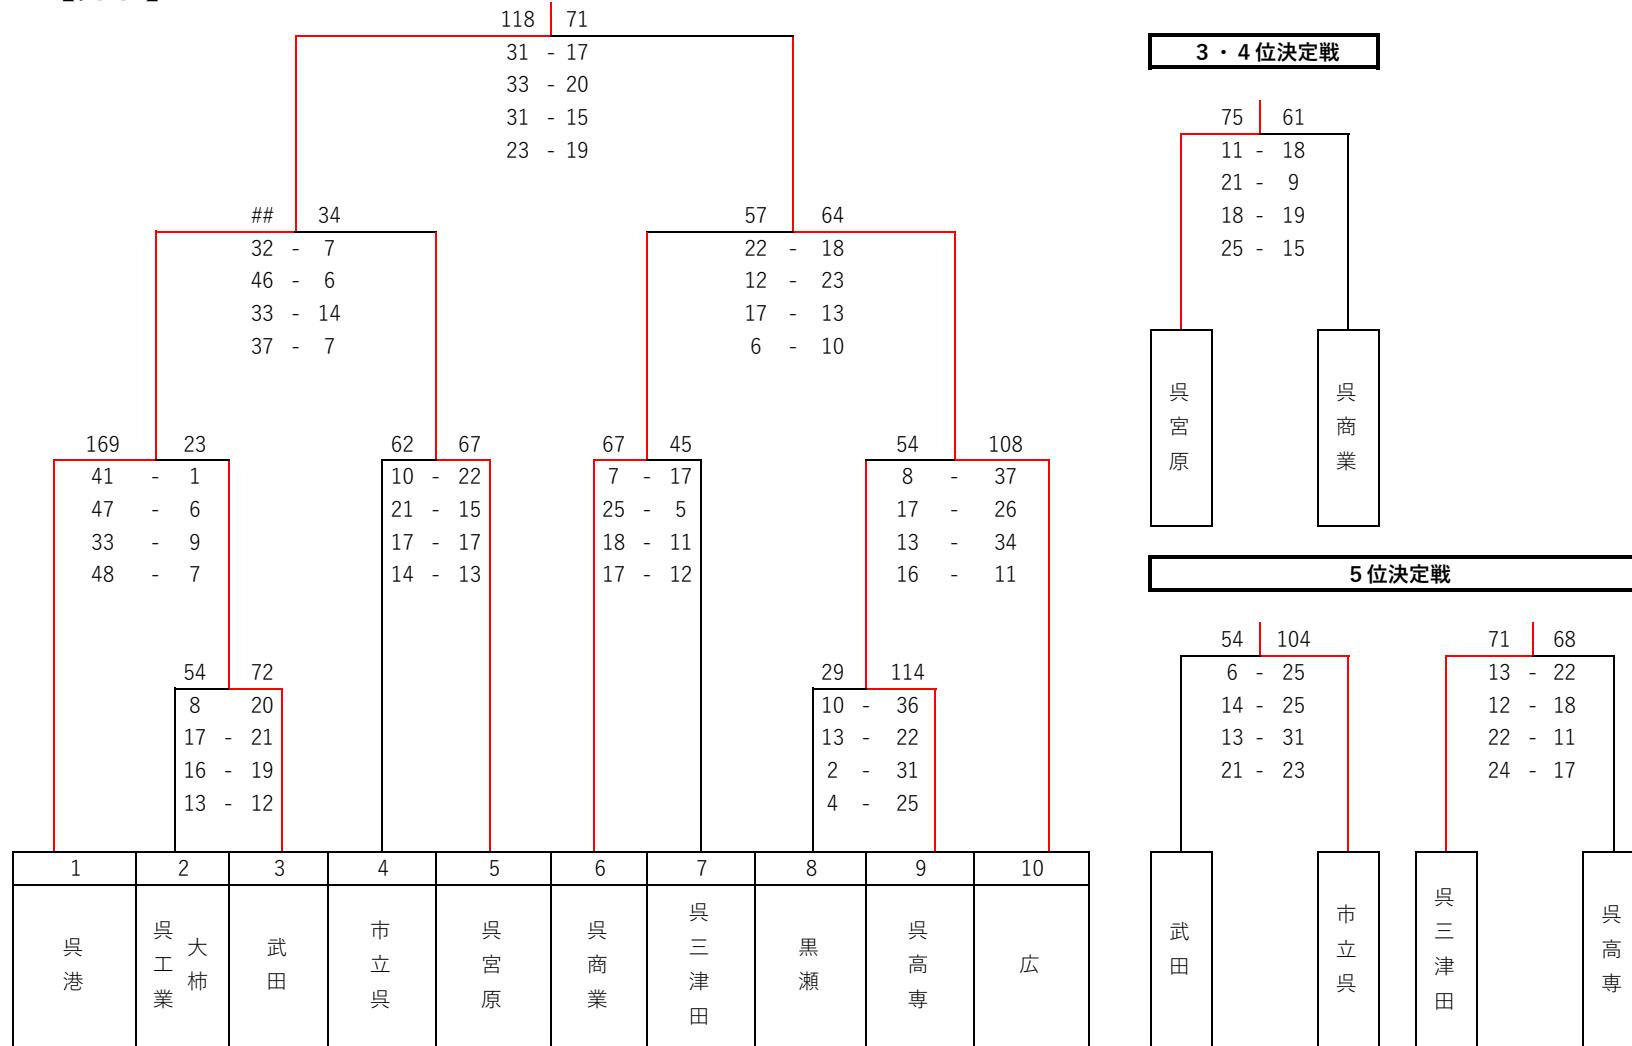 118 71
31 - 17
33 - 20
31 - 15
23 - 19
## 34
32 - 7
46 - 6
33 - 14
37 - 7
57 64
22 - 18
12 - 23
17 - 13
6 - 10
169 23
41 - 1
47 - 6
33 - 9
48 - 7
62 67
10 - 22
21 - 15
17 - 17
14 - 13
67 45
7 - 17
25 - 5
18 - 11
17 - 12
54 108
8 - 37
17 - 26
13 - 34
16 - 11
54 72
8 20
17 - 21
16 - 19
13 - 12
29 114
10 - 36
13 - 22
2 - 31
4 - 25
1 2 3 4 5 6 7 8 9 10
呉港
呉工業
大柿
武田
市立呉
呉宮原
呉商業
呉三津田
黒瀬
呉高専
広
3・4位決定戦
75 61
11 - 18
21 - 9
18 - 19
25 - 15
呉宮原
呉商業
5位決定戦
54 104
6 - 25
14 - 25
13 - 31
21 - 23
71 68
13 - 22
12 - 18
22 - 11
24 - 17
武田
市立呉
呉三津田
呉高専